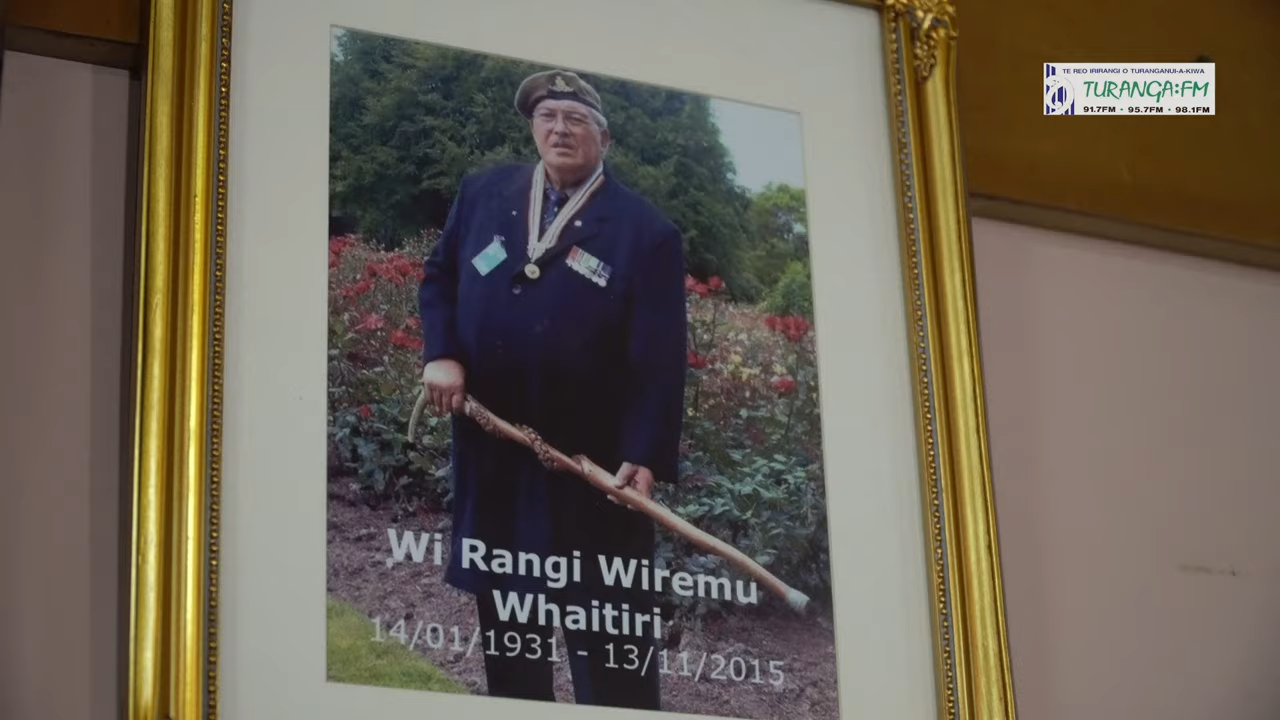 TE REO IRIRANGI O TURANGANUI-A-KIWA
TURANGA:FM
91.7FM • 95.7FM • 98.1FM
Wi Rangi Wiremu
Whaitiri
14/01/1931 - 13/11/2015